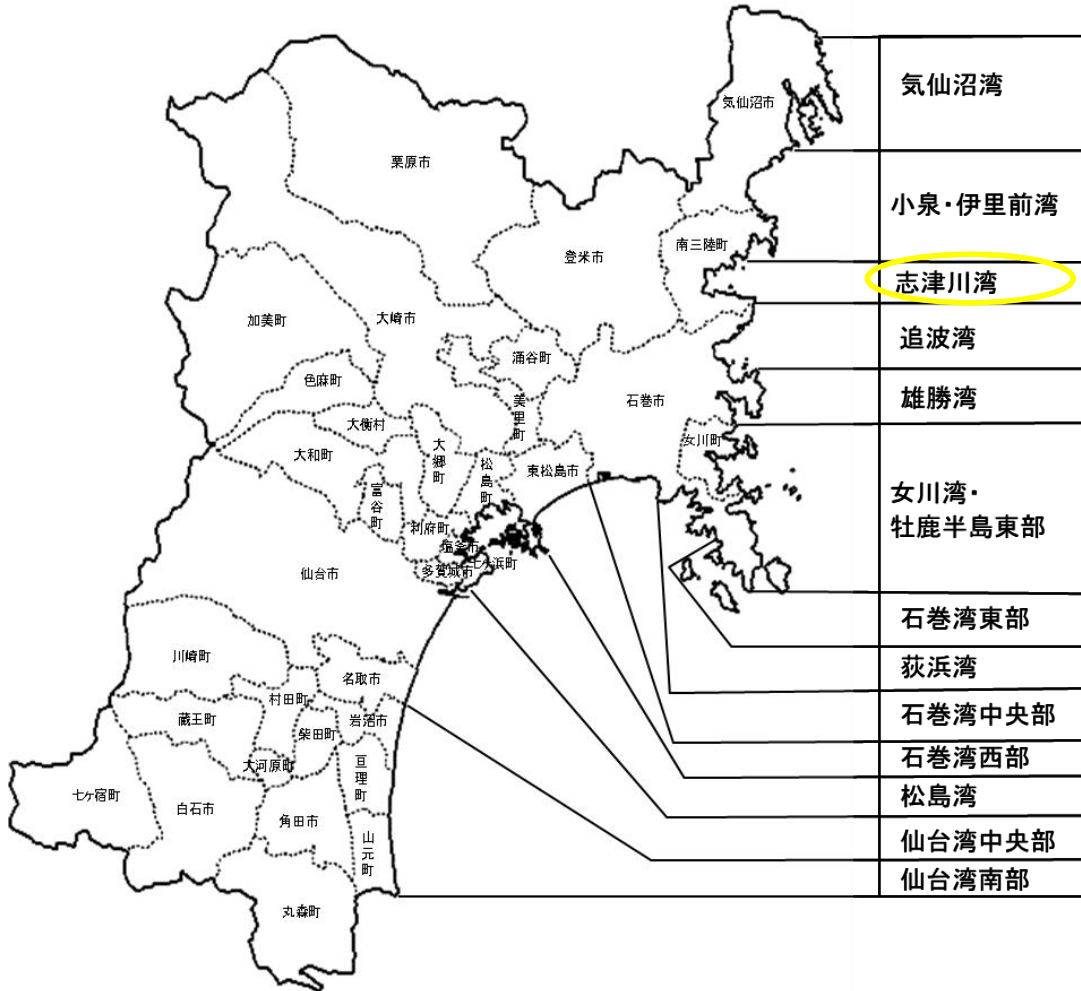 気仙沼市
栗原市
登米市
南三陸町
加美町
大崎市
涌谷町
色麻町
美里町
石巻市
大衡村
大郷町
女川町
大和町
松島町
東松島市
富谷町
利府町
塩釜市
七ヶ浜町
多賀城市
仙台市
川崎町
名取市
村田町
蔵王町
岩沼市
柴田町
大河原町
亘理町
七ヶ宿町
白石市
角田市
山元町
丸森町
気仙沼湾
小泉・伊里前湾
志津川湾
追波湾
雄勝湾
女川湾・
牡鹿半島東部
石巻湾東部
荻浜湾
石巻湾中央部
石巻湾西部
松島湾
仙台湾中央部
仙台湾南部